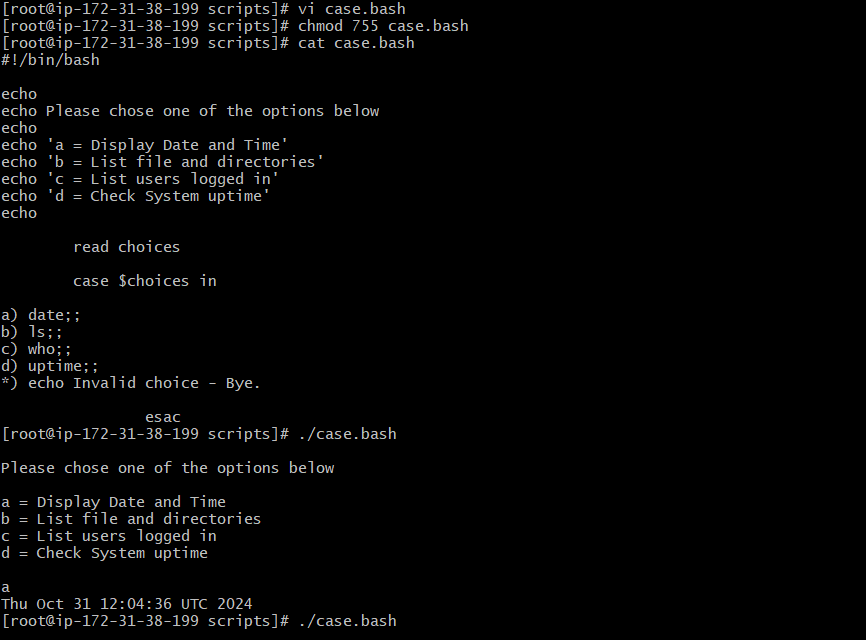 [root@ip-172-31-38-199 scripts]# vi case.bash
[root@ip-172-31-38-199 scripts]# chmod 755 case.bash
[root@ip-172-31-38-199 scripts]# cat case.bash
#!/bin/bash

echo
echo Please chose one of the options below
echo
echo 'a = Display Date and Time'
echo 'b = List file and directories'
echo 'c = List users logged in'
echo 'd = Check System uptime'
echo

        read choices

        case $choices in

a) date;;
b) ls;;
c) who;;
d) uptime;;
*) echo Invalid choice - Bye.

                esac
[root@ip-172-31-38-199 scripts]# ./case.bash

Please chose one of the options below

a = Display Date and Time
b = List file and directories
c = List users logged in
d = Check System uptime

a
Thu Oct 31 12:04:36 UTC 2024
[root@ip-172-31-38-199 scripts]# ./case.bash